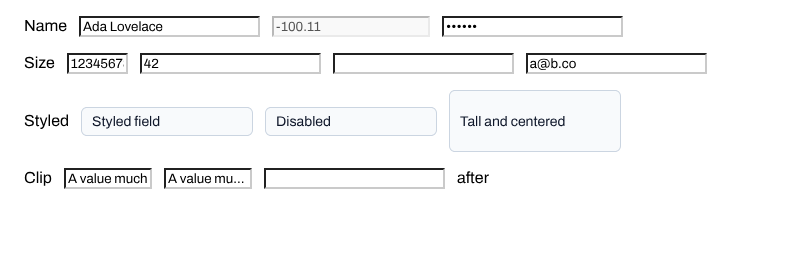 Name Ada Lovelace -100.11 ••••••
Size 1234567 42 a@b.co
Styled Styled field Disabled Tall and centered
Clip A value much A value mu... after